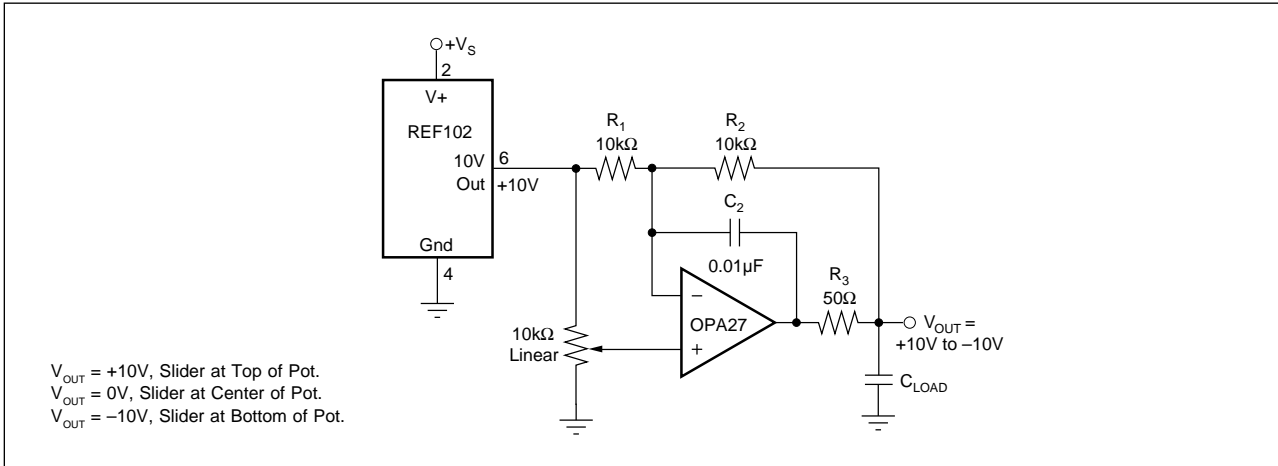 +VS
2
V+
REF102
10V
Out
6
+10V
Gnd
4
R1
10kΩ
R2
10kΩ
C2
0.01µF
R3
50Ω
–
OPA27
+
10kΩ
Linear
VOUT =
+10V to –10V
CLOAD
VOUT = +10V, Slider at Top of Pot.
VOUT = 0V, Slider at Center of Pot.
VOUT = –10V, Slider at Bottom of Pot.